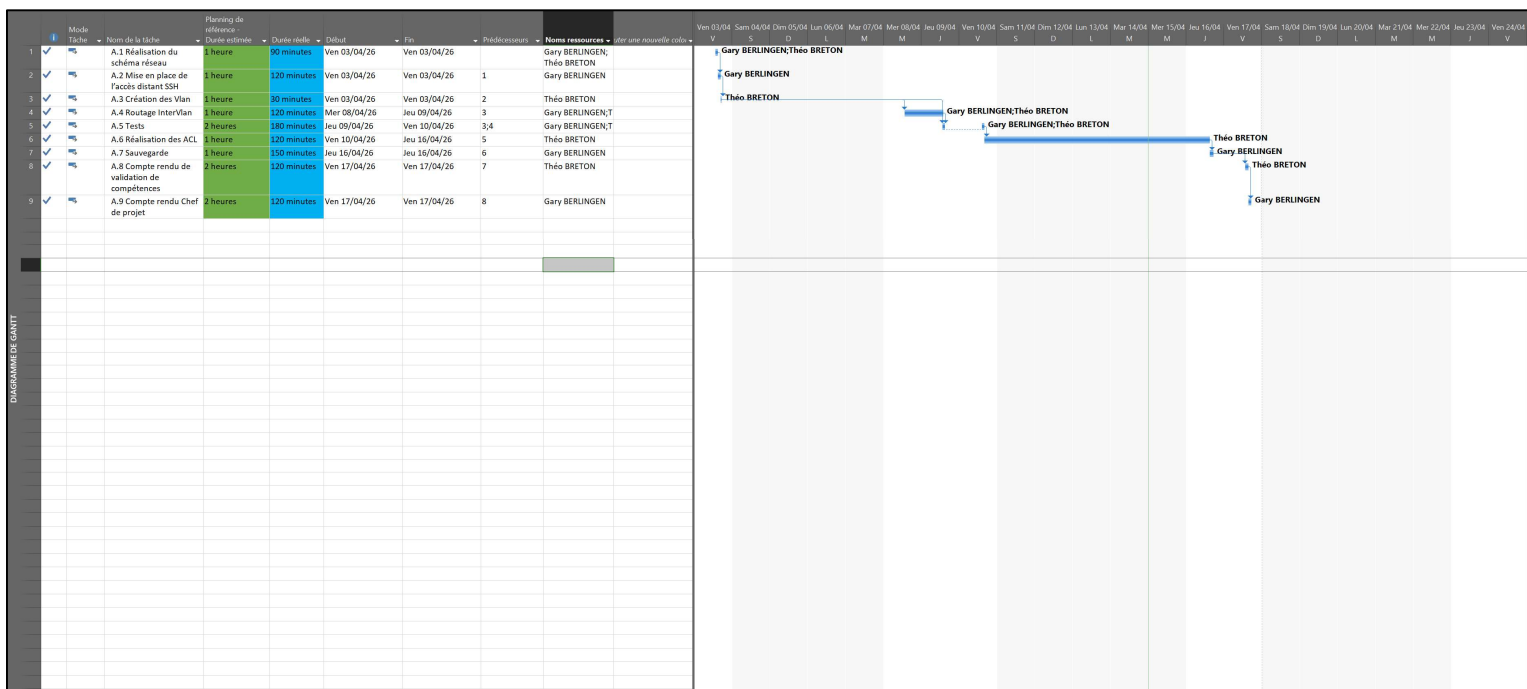 Planning de
Mode référence -
Tâche Nom de la tâche Durée estimée Durée réelle Début Fin Prédécesseurs Noms ressources uter une nouvelle colo
Ven 03/04 Sam 04/04 Dim 05/04 Lun 06/04 Mar 07/04 Mer 08/04 Jeu 09/04 Ven 10/04 Sam 11/04 Dim 12/04 Lun 13/04 Mar 14/04 Mer 15/04 Jeu 16/04 Ven 17/04 Sam 18/04 Dim 19/04 Lun 20/04 Mar 21/04 Mer 22/04 Jeu 23/04 Ven 24/04
V S D L M M J V S D L M M J V S D L M M J V
1 A.1 Réalisation du 1 heure 90 minutes Ven 03/04/26 Ven 03/04/26 Gary BERLINGEN;
schéma réseau Théo BRETON
Gary BERLINGEN;Théo BRETON
2 A.2 Mise en place de 1 heure 120 minutes Ven 03/04/26 Ven 03/04/26 1 Gary BERLINGEN
l'accès distant SSH
Gary BERLINGEN
3 A.3 Création des Vlan 1 heure 30 minutes Ven 03/04/26 Ven 03/04/26 2 Théo BRETON
Théo BRETON
4 A.4 Routage InterVlan 1 heure 120 minutes Mer 08/04/26 Jeu 09/04/26 3 Gary BERLINGEN;T
Gary BERLINGEN;Théo BRETON
5 A.5 Tests 2 heures 180 minutes Jeu 09/04/26 Ven 10/04/26 3;4 Gary BERLINGEN;T
Gary BERLINGEN;Théo BRETON
6 A.6 Réalisation des ACL 1 heure 120 minutes Ven 10/04/26 Jeu 16/04/26 5 Théo BRETON
Théo BRETON
7 A.7 Sauvegarde 1 heure 150 minutes Jeu 16/04/26 Jeu 16/04/26 6 Gary BERLINGEN
Gary BERLINGEN
8 A.8 Compte rendu de 2 heures 120 minutes Ven 17/04/26 Ven 17/04/26 7 Théo BRETON
validation de
compétences
Théo BRETON
9 A.9 Compte rendu Chef 2 heures 120 minutes Ven 17/04/26 Ven 17/04/26 8 Gary BERLINGEN
de projet
Gary BERLINGEN
DIAGRAMME DE GANTT